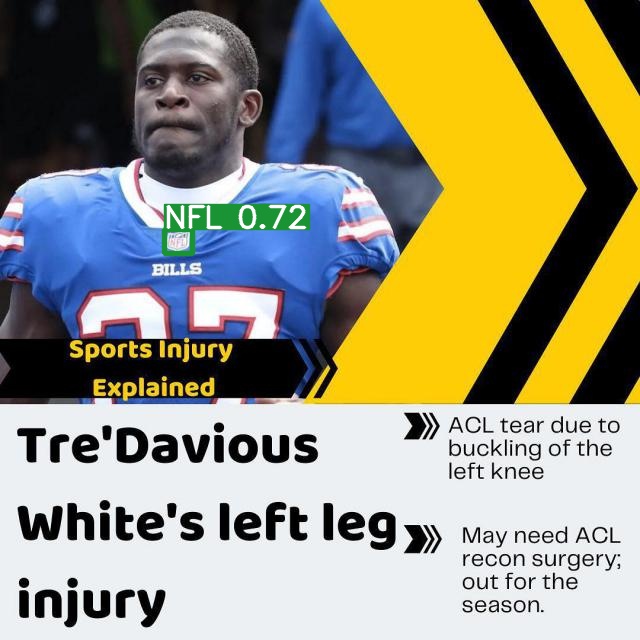 NFL 0.72
NFL
BILLS
27
Sports Injury
Explained
Tre'Davious
White's left leg
injury
ACL tear due to
buckling of the
left knee
May need ACL
recon surgery;
out for the
season.